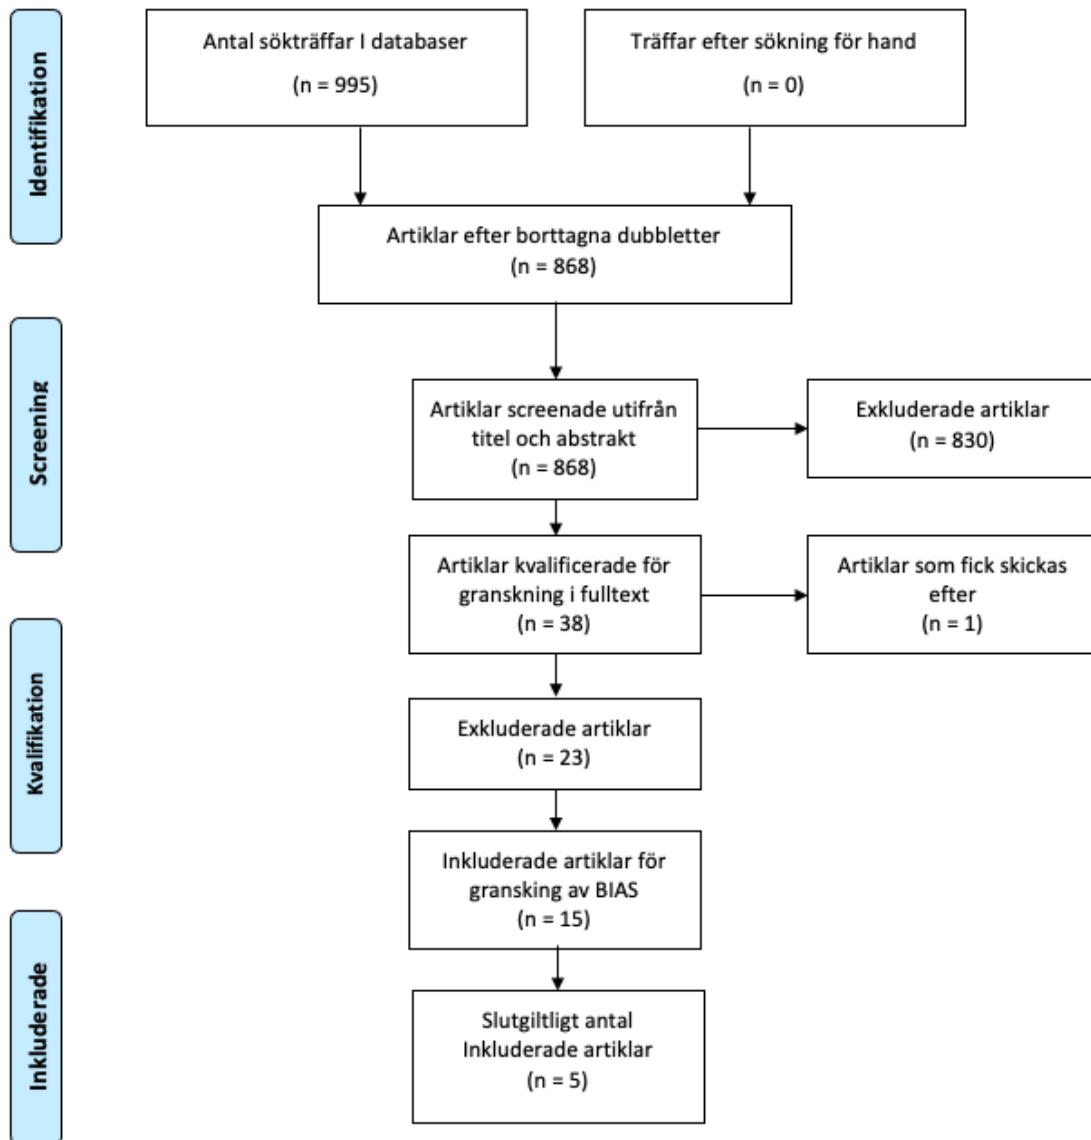 Identifikation
Antal sökträffar I databaser
(n = 995)
Träffar efter sökning för hand
(n = 0)
Artiklar efter borttagna dubbletter
(n = 868)
Screening
Artiklar screenade utifrån
titel och abstrakt
(n = 868)
Exkluderade artiklar
(n = 830)
Artiklar kvalificerade för
granskning i fulltext
(n = 38)
Artiklar som fick skickas
efter
(n = 1)
Kvalifikation
Exkluderade artiklar
(n = 23)
Inkluderade artiklar för
gransking av BIAS
(n = 15)
Inkluderade
Slutgiltligt antal
Inkluderade artiklar
(n = 5)